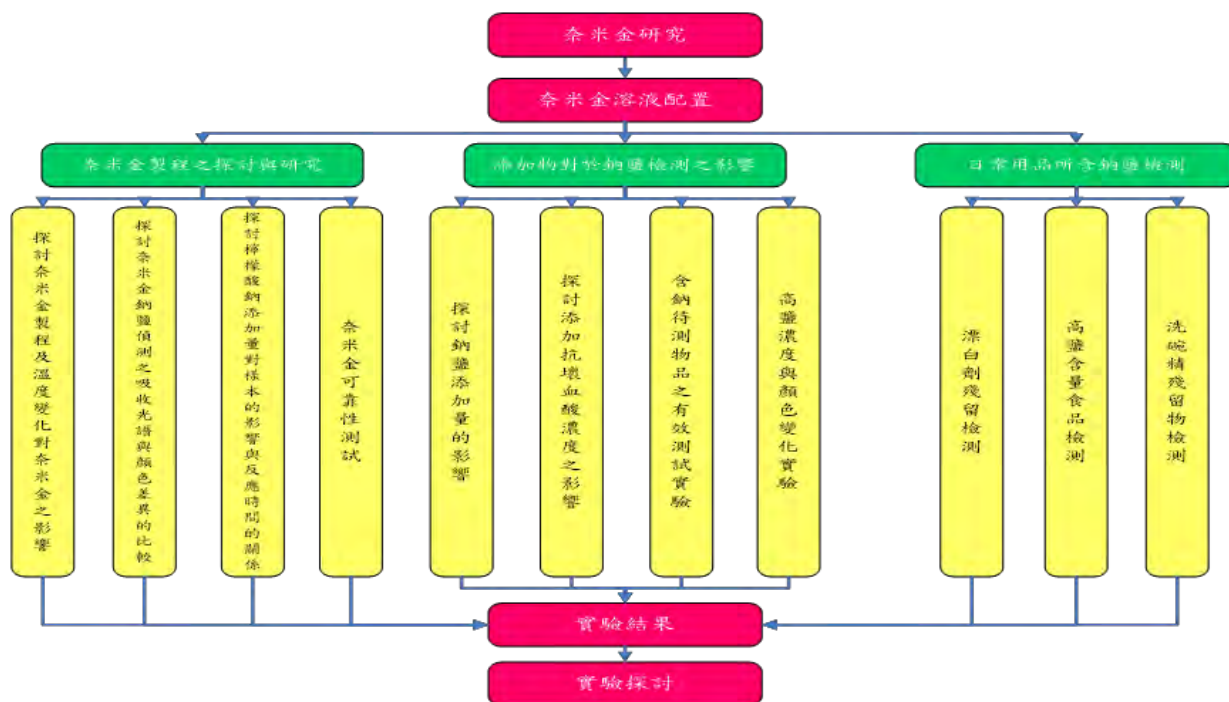 奈米金研究
奈米金溶液配置
奈米金製程之探討與研究
添加物對於鈉鹽檢測之影響
日常用品所含鈉鹽檢測
探討奈米金製程及溫度變化對奈米金之影響
探討奈米金鈉鹽偵測之吸收光譜與顏色差異的比較
探討檸檬酸鈉添加量對樣本的影響與反應時間的關係
奈米金可靠性測試
探討鈉鹽添加量的影響
探討添加抗壞血酸濃度之影響
含鈉待測物品之有效測試實驗
高鹽濃度與顏色變化實驗
漂白劑殘留檢測
高鹽含量食品檢測
洗碗精殘留物檢測
實驗結果
實驗探討